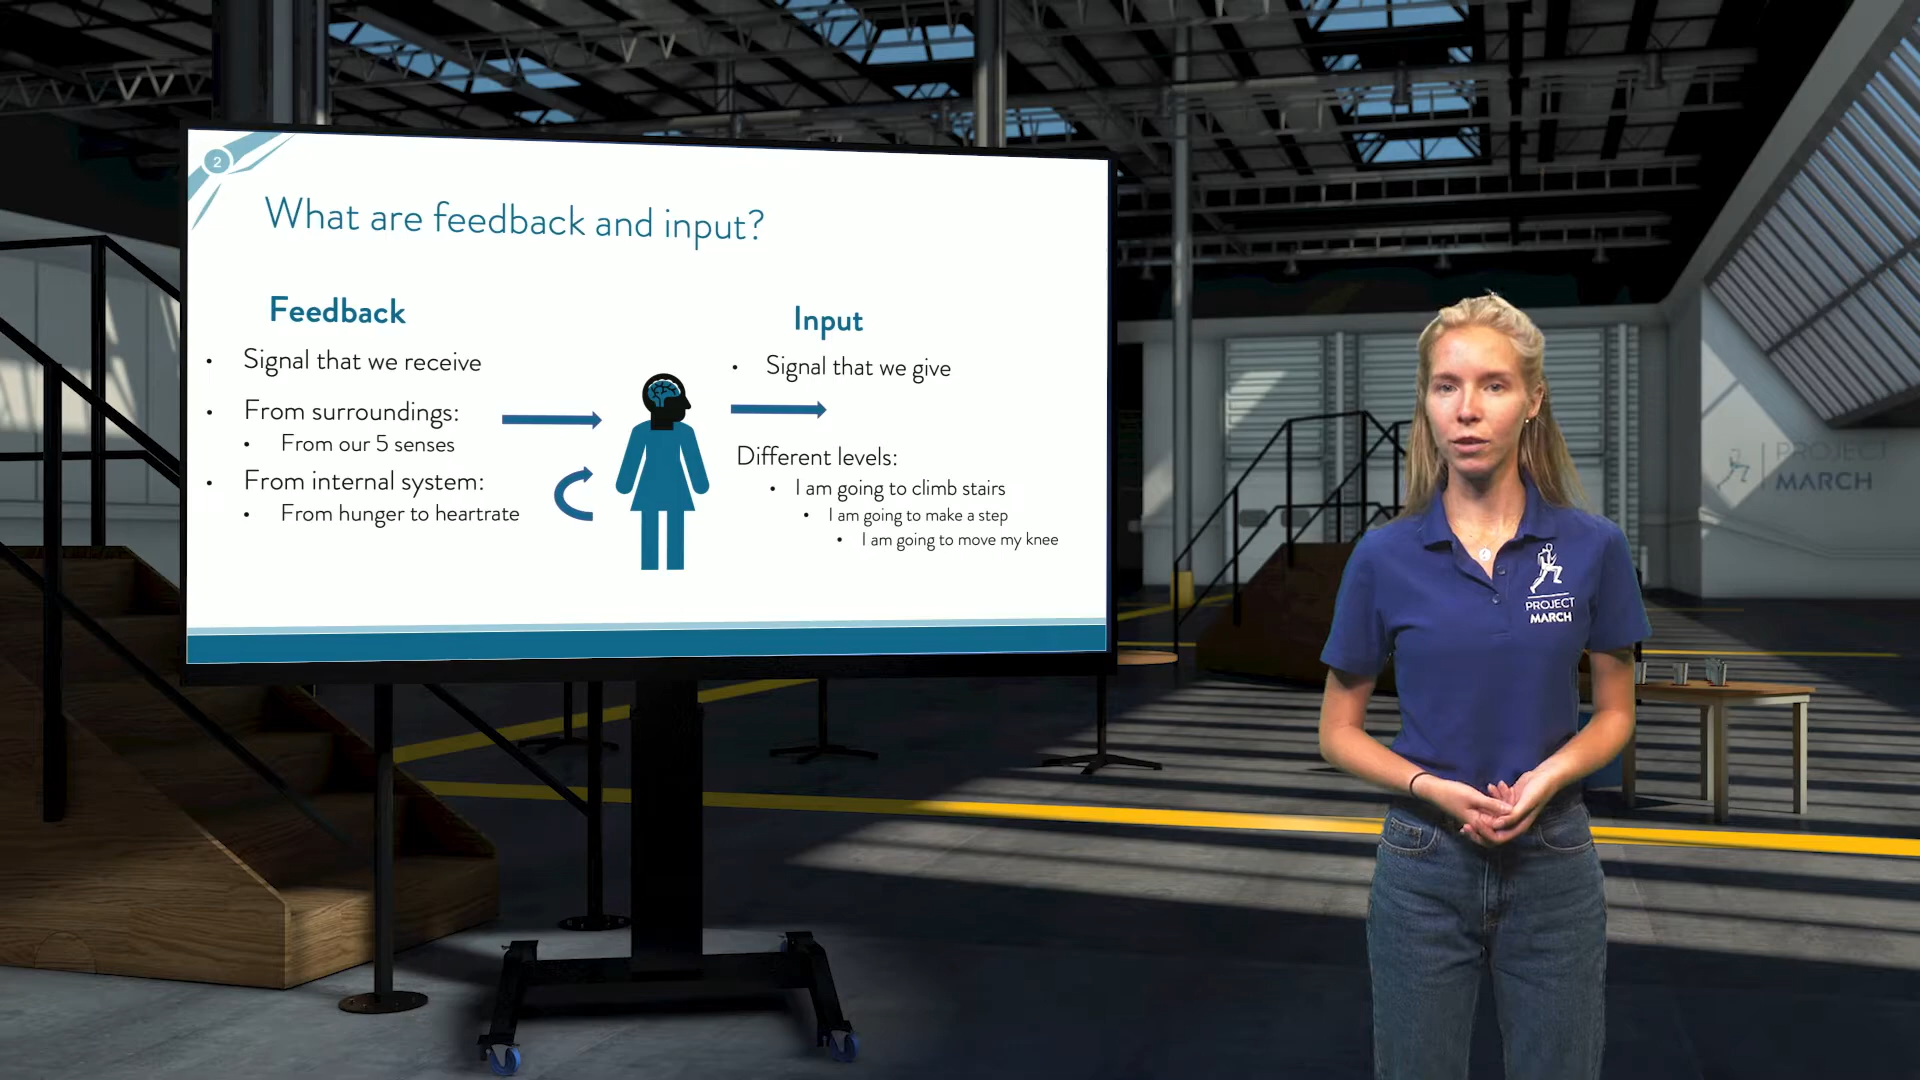 2
What are feedback and input?
Feedback
• Signal that we receive
• From surroundings:
• From our 5 senses
• From internal system:
• From hunger to heartrate
Input
• Signal that we give
Different levels:
• I am going to climb stairs
• I am going to make a step
• I am going to move my knee
PROJECT
MARCH
PROJECT
MARCH